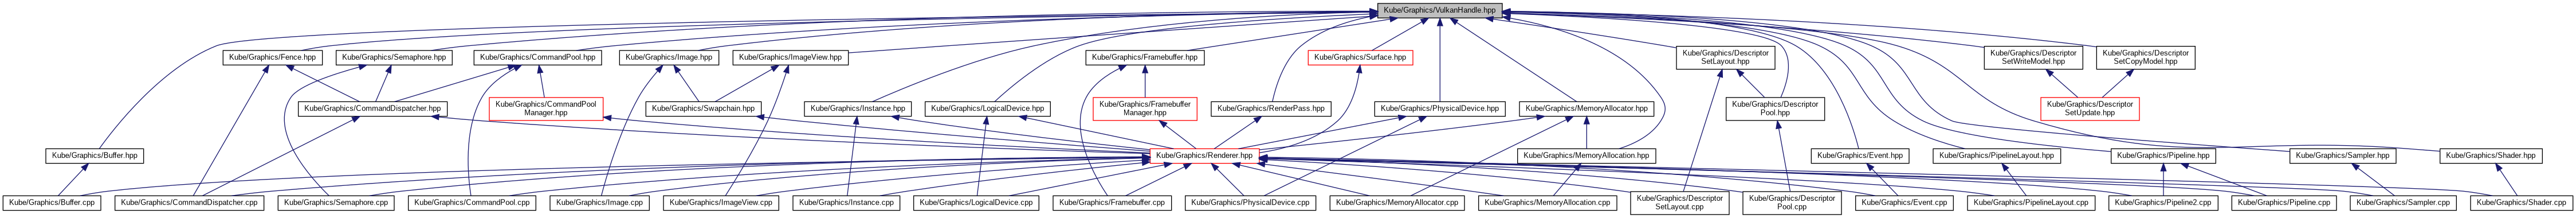 Kube/Graphics/VulkanHandle.hpp
Kube/Graphics/Fence.hpp
Kube/Graphics/Semaphore.hpp
Kube/Graphics/CommandPool.hpp
Kube/Graphics/Image.hpp
Kube/Graphics/ImageView.hpp
Kube/Graphics/Framebuffer.hpp
Kube/Graphics/Surface.hpp
Kube/Graphics/Descriptor
SetLayout.hpp
Kube/Graphics/Descriptor
SetWriteModel.hpp
Kube/Graphics/Descriptor
SetCopyModel.hpp
Kube/Graphics/CommandDispatcher.hpp
Kube/Graphics/CommandPool
Manager.hpp
Kube/Graphics/Swapchain.hpp
Kube/Graphics/Instance.hpp
Kube/Graphics/LogicalDevice.hpp
Kube/Graphics/Framebuffer
Manager.hpp
Kube/Graphics/RenderPass.hpp
Kube/Graphics/PhysicalDevice.hpp
Kube/Graphics/MemoryAllocator.hpp
Kube/Graphics/Descriptor
Pool.hpp
Kube/Graphics/Descriptor
SetUpdate.hpp
Kube/Graphics/Buffer.hpp
Kube/Graphics/Renderer.hpp
Kube/Graphics/MemoryAllocation.hpp
Kube/Graphics/Event.hpp
Kube/Graphics/PipelineLayout.hpp
Kube/Graphics/Pipeline.hpp
Kube/Graphics/Sampler.hpp
Kube/Graphics/Shader.hpp
Kube/Graphics/Buffer.cpp
Kube/Graphics/CommandDispatcher.cpp
Kube/Graphics/Semaphore.cpp
Kube/Graphics/CommandPool.cpp
Kube/Graphics/Image.cpp
Kube/Graphics/ImageView.cpp
Kube/Graphics/Instance.cpp
Kube/Graphics/LogicalDevice.cpp
Kube/Graphics/Framebuffer.cpp
Kube/Graphics/PhysicalDevice.cpp
Kube/Graphics/MemoryAllocator.cpp
Kube/Graphics/MemoryAllocation.cpp
Kube/Graphics/Descriptor
SetLayout.cpp
Kube/Graphics/Descriptor
Pool.cpp
Kube/Graphics/Event.cpp
Kube/Graphics/PipelineLayout.cpp
Kube/Graphics/Pipeline2.cpp
Kube/Graphics/Pipeline.cpp
Kube/Graphics/Sampler.cpp
Kube/Graphics/Shader.cpp